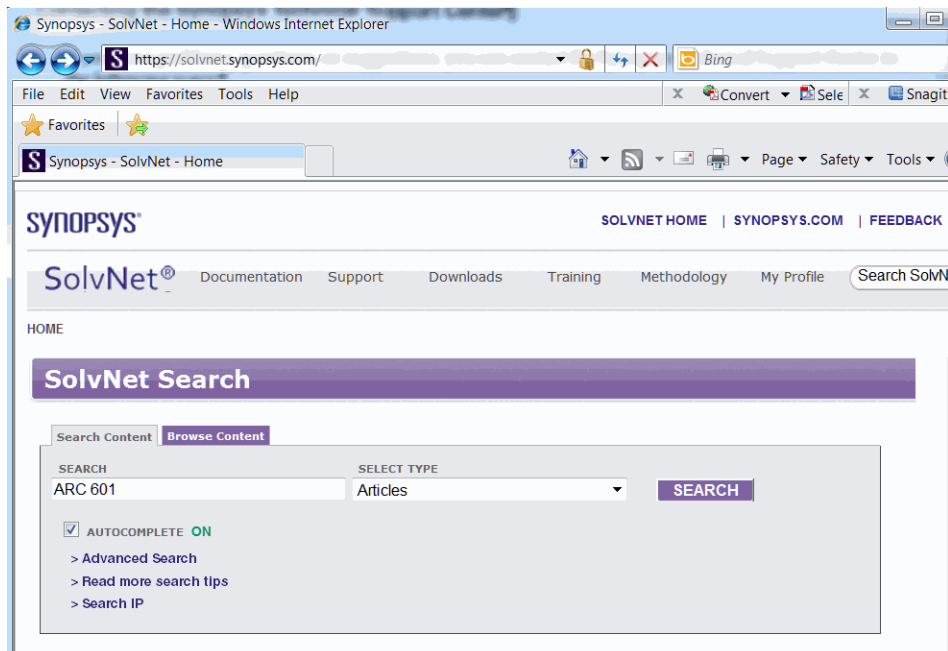 Synopsys - SolvNet - Home - Windows Internet Explorer
S https://solvnet.synopsys.com/ Bing
File Edit View Favorites Tools Help x Convert Sele x Snagit
Favorites
S Synopsys - SolvNet - Home Page Safety Tools
SYNOPSYS® SOLVNET HOME | SYNOPSYS.COM | FEEDBACK
SolvNet® Documentation Support Downloads Training Methodology My Profile Search SolvN
HOME
SolvNet Search
Search Content Browse Content
SEARCH SELECT TYPE
ARC 601 Articles SEARCH
AUTOCOMPLETE ON
> Advanced Search
> Read more search tips
> Search IP